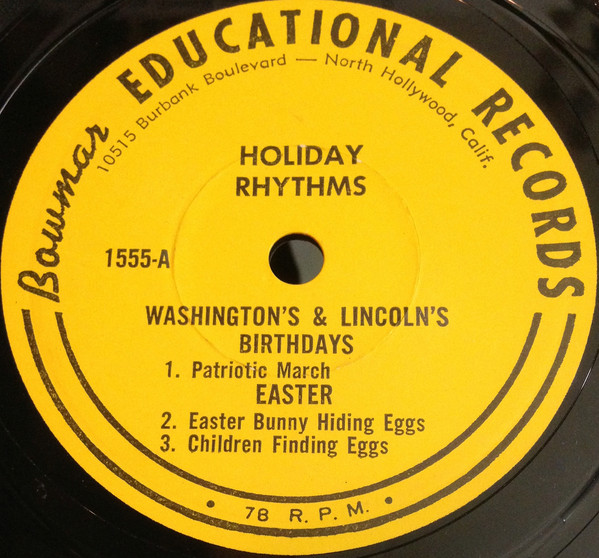 Bowmar EDUCATIONAL RECORDS
10515 Burbank Boulevard — North Hollywood, Calif.
HOLIDAY
RHYTHMS
1555-A
WASHINGTON'S & LINCOLN'S
BIRTHDAYS
1. Patriotic March
EASTER
2. Easter Bunny Hiding Eggs
3. Children Finding Eggs
• 78 R. P. M. •